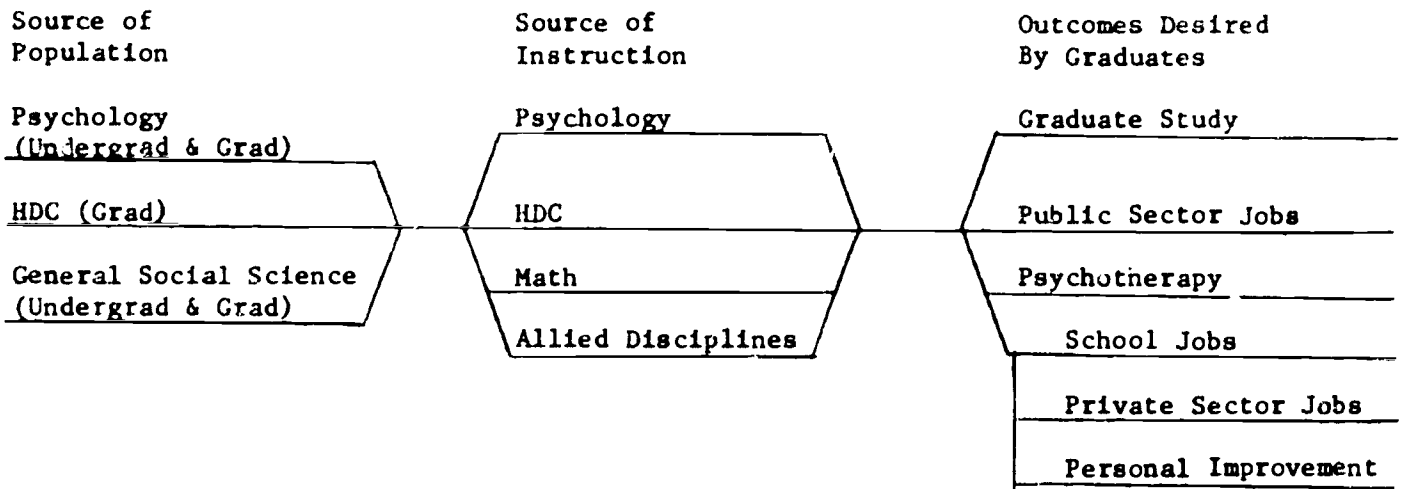 Source of
Population
Source of
Instruction
Outcomes Desired
By Graduates
Psychology
(Undergrad & Grad)
HDC (Grad)
General Social Science
(Undergrad & Grad)
Psychology
HDC
Math
Allied Disciplines
Graduate Study
Public Sector Jobs
Psychotherapy
School Jobs
Private Sector Jobs
Personal Improvement